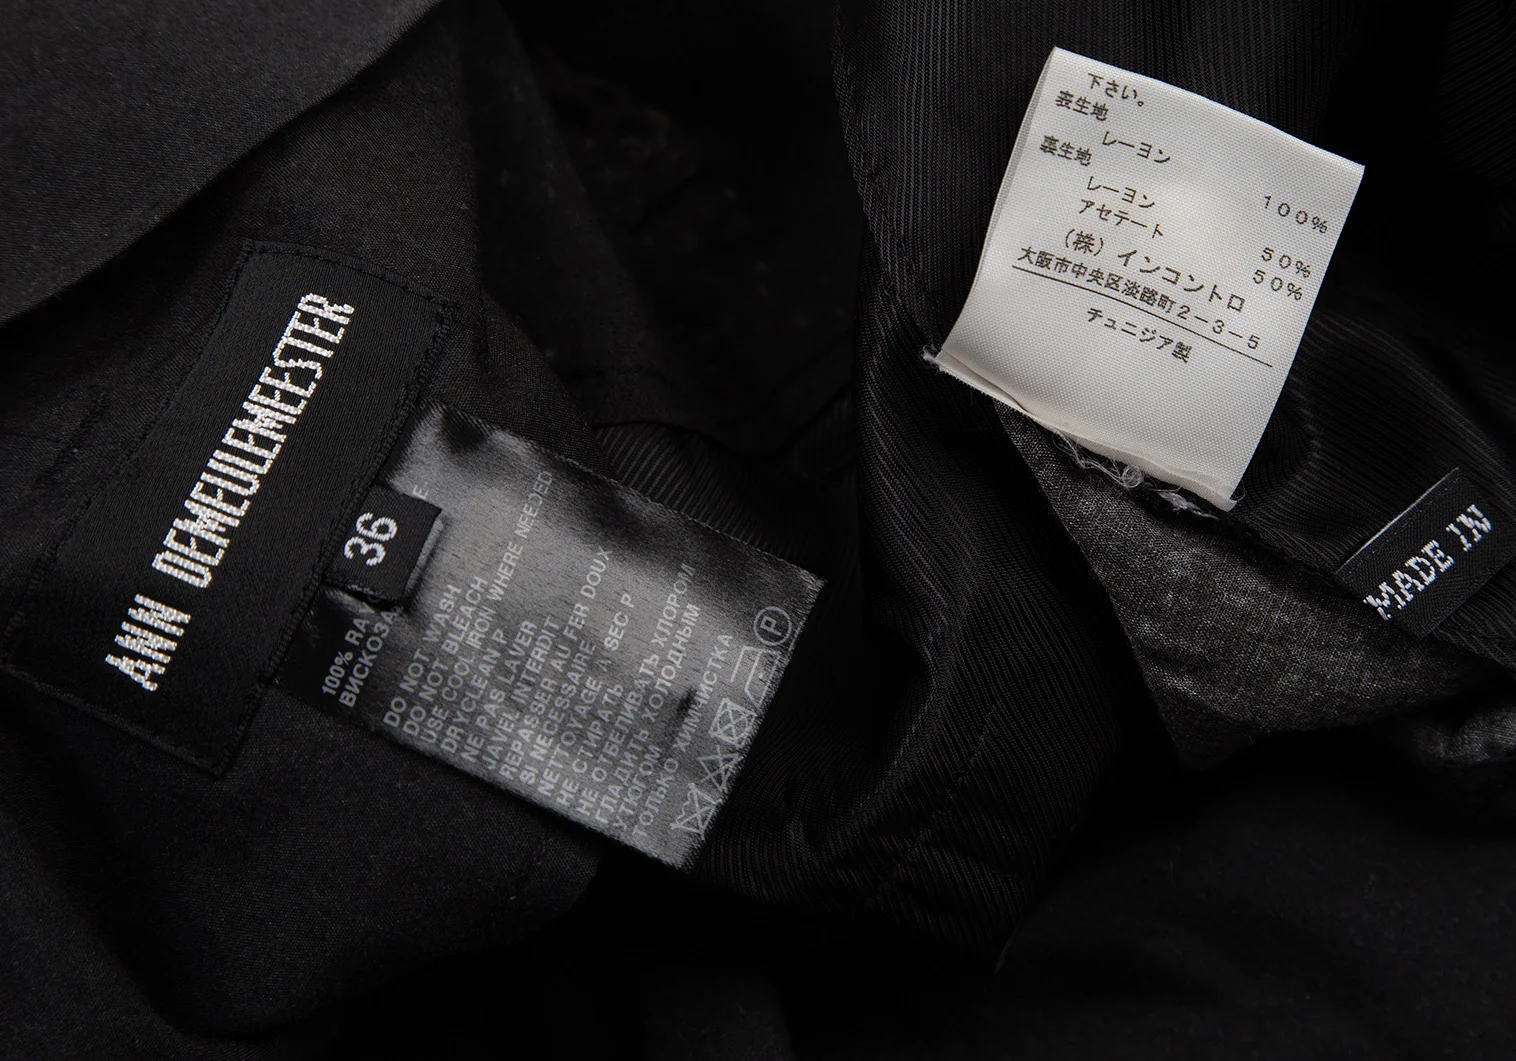 ANN DEMEULEMEESTER
36
100% RA
ВИСКОЗА
DO NOT WASH
DO NOT BLEACH
USE COOL IRON WHERE NEEDED
DRYCLEAN P
NE PAS LAVER
JAVEL INTERDIT
REPASSER AU FER DOUX
SI NECESSAIRE
NETTOYAGE A SEC P
НЕ СТИРАТЬ
НЕ ОТБЕЛИВАТЬ ХЛОРОМ
ГЛАДИТЬ ХОЛОДНЫМ
УТЮГОМ
ТОЛЬКО ХИМЧИСТКА
P
下さい。
表生地
レーヨン 100%
裏生地
レーヨン 50%
アセテート 50%
(株)インコントロ
大阪市中央区淡路町2-3-5
チュニジア製
MADE IN